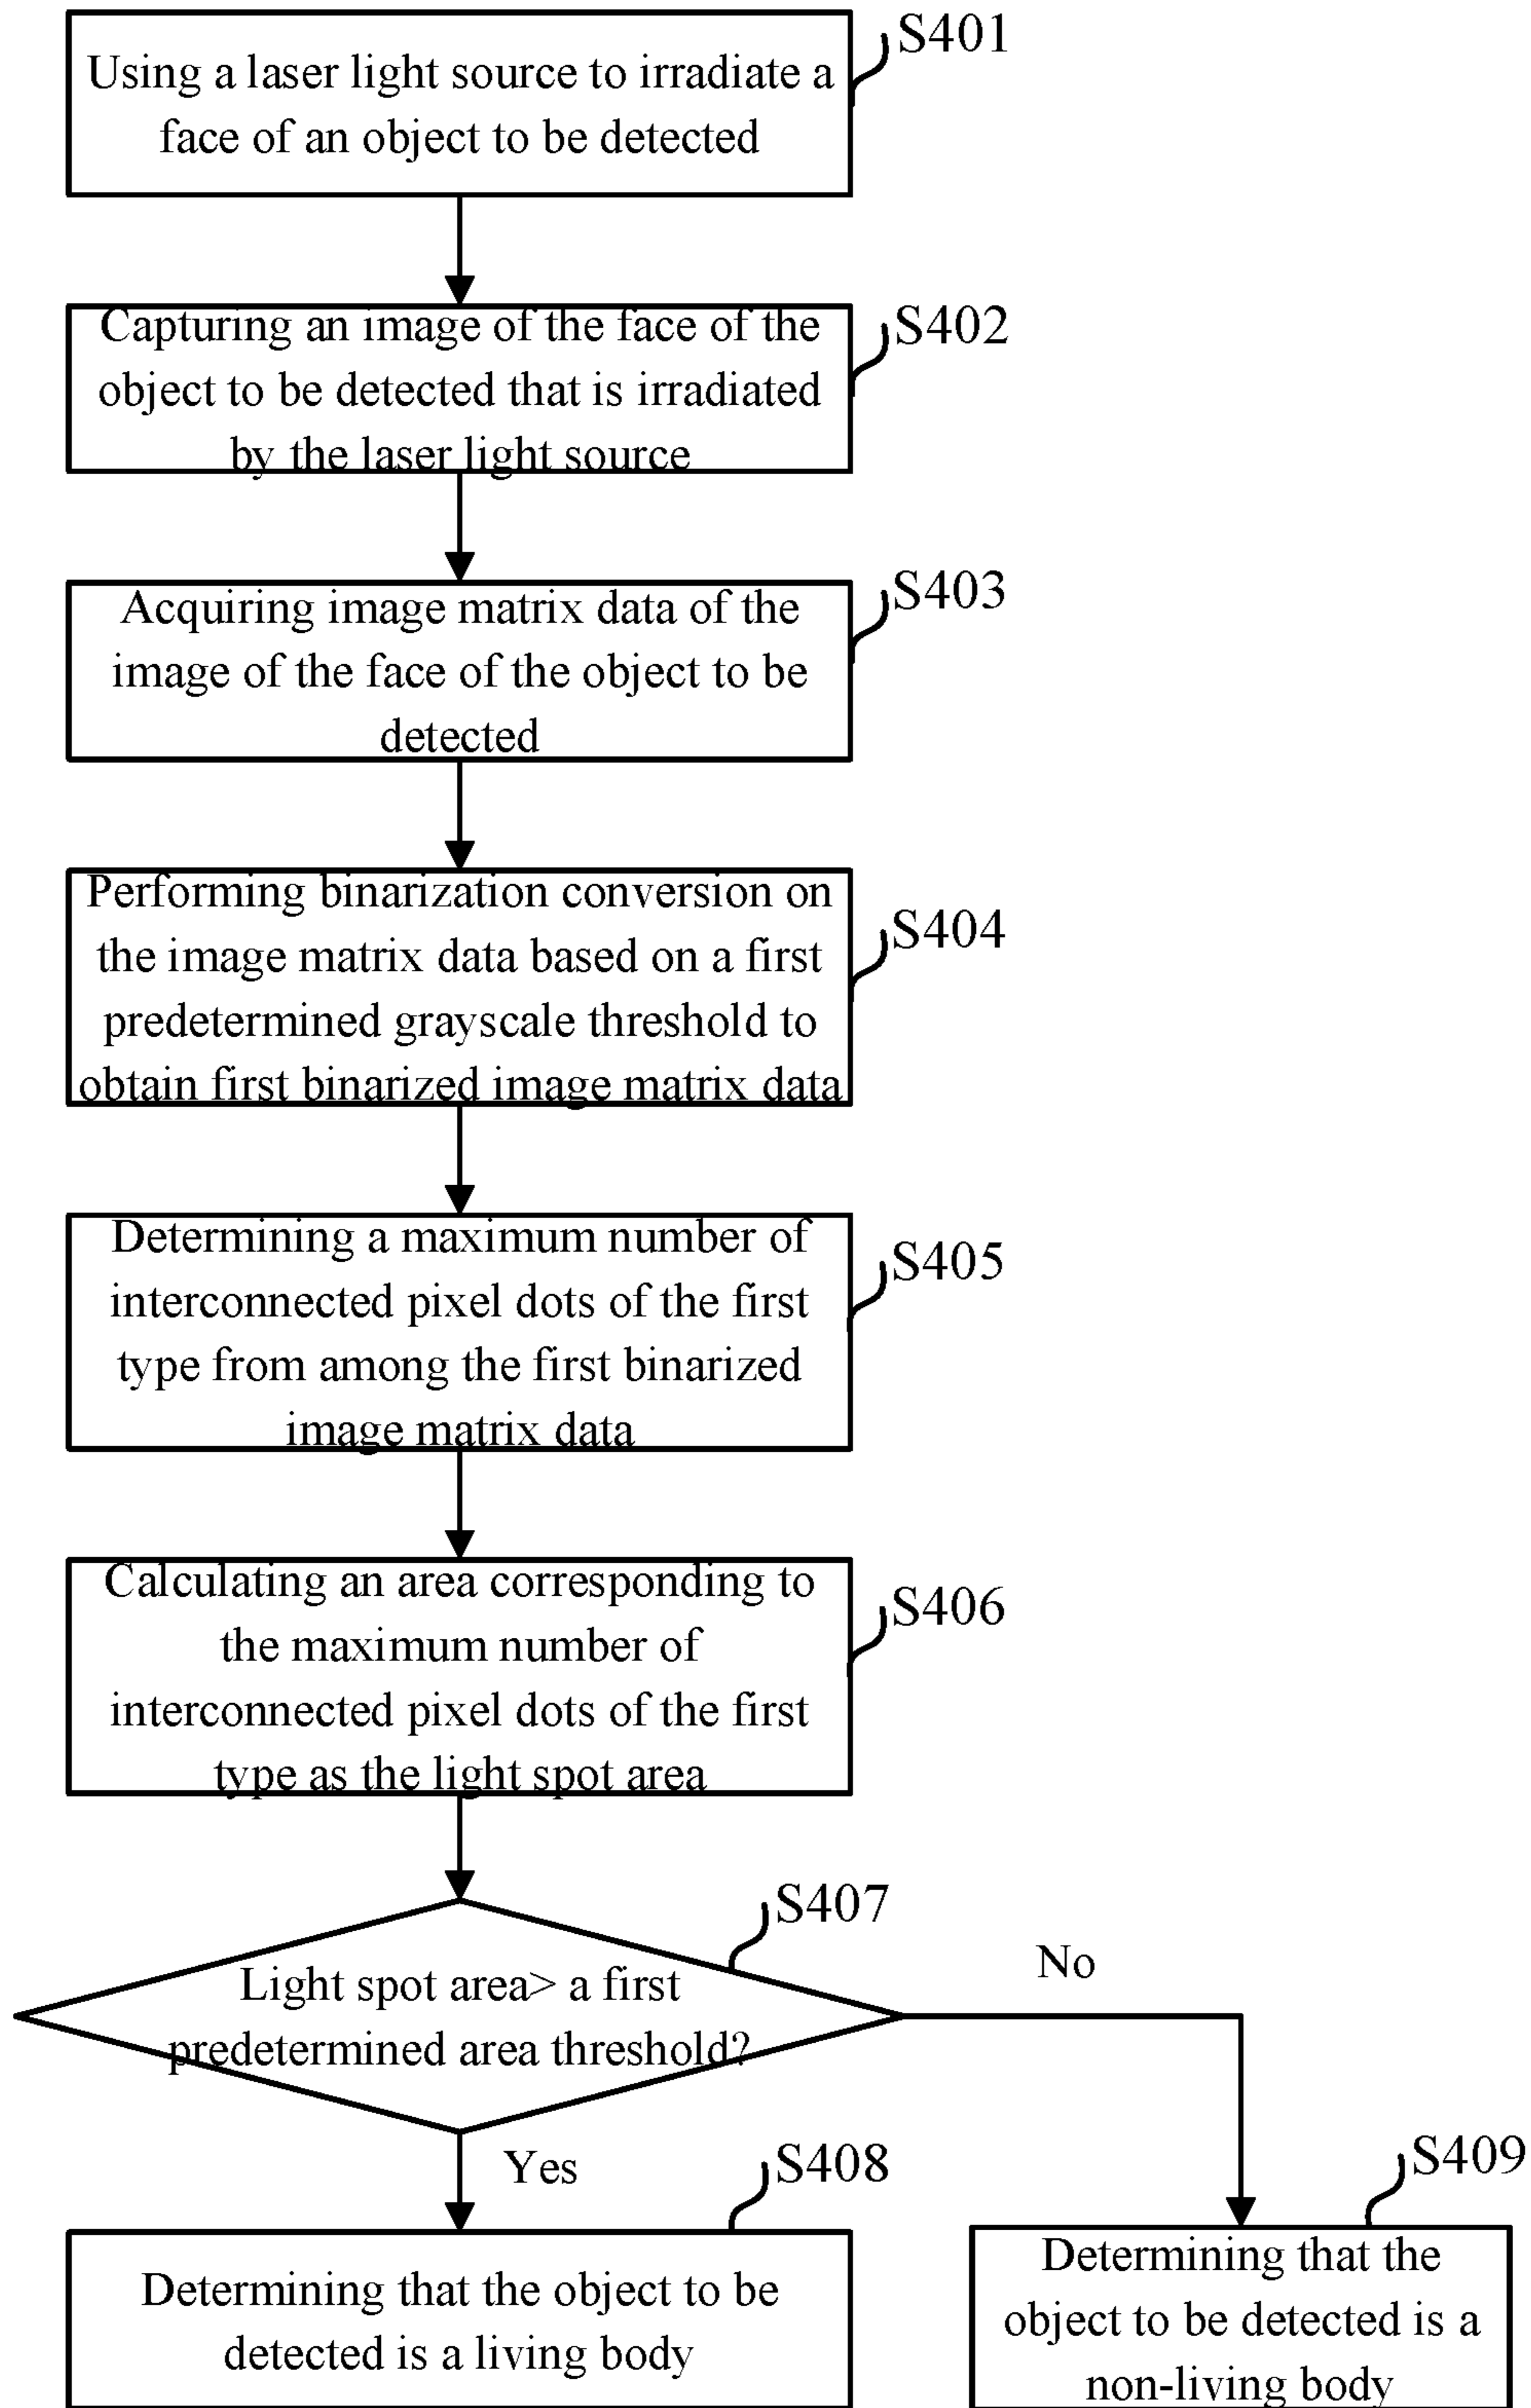 S401
Using a laser light source to irradiate a
face of an object to be detected
S402
Capturing an image of the face of the
object to be detected that is irradiated
by the laser light source
S403
Acquiring image matrix data of the
image of the face of the object to be
detected
S404
Performing binarization conversion on
the image matrix data based on a first
predetermined grayscale threshold to
obtain first binarized image matrix data
S405
Determining a maximum number of
interconnected pixel dots of the first
type from among the first binarized
image matrix data
S406
Calculating an area corresponding to
the maximum number of
interconnected pixel dots of the first
type as the light spot area
S407
Light spot area> a first
predetermined area threshold?
No
Yes
S408
Determining that the object to be
detected is a living body
S409
Determining that the
object to be detected is a
non-living body